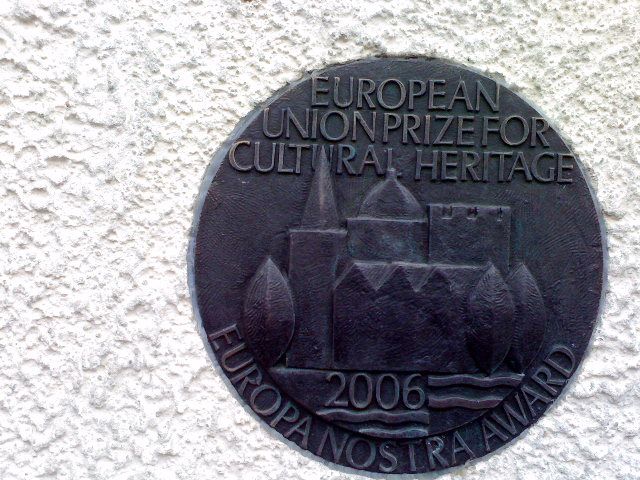 EUROPEAN
UNION PRIZE FOR
CULTURAL HERITAGE
2006
EUROPA NOSTRA AWARD